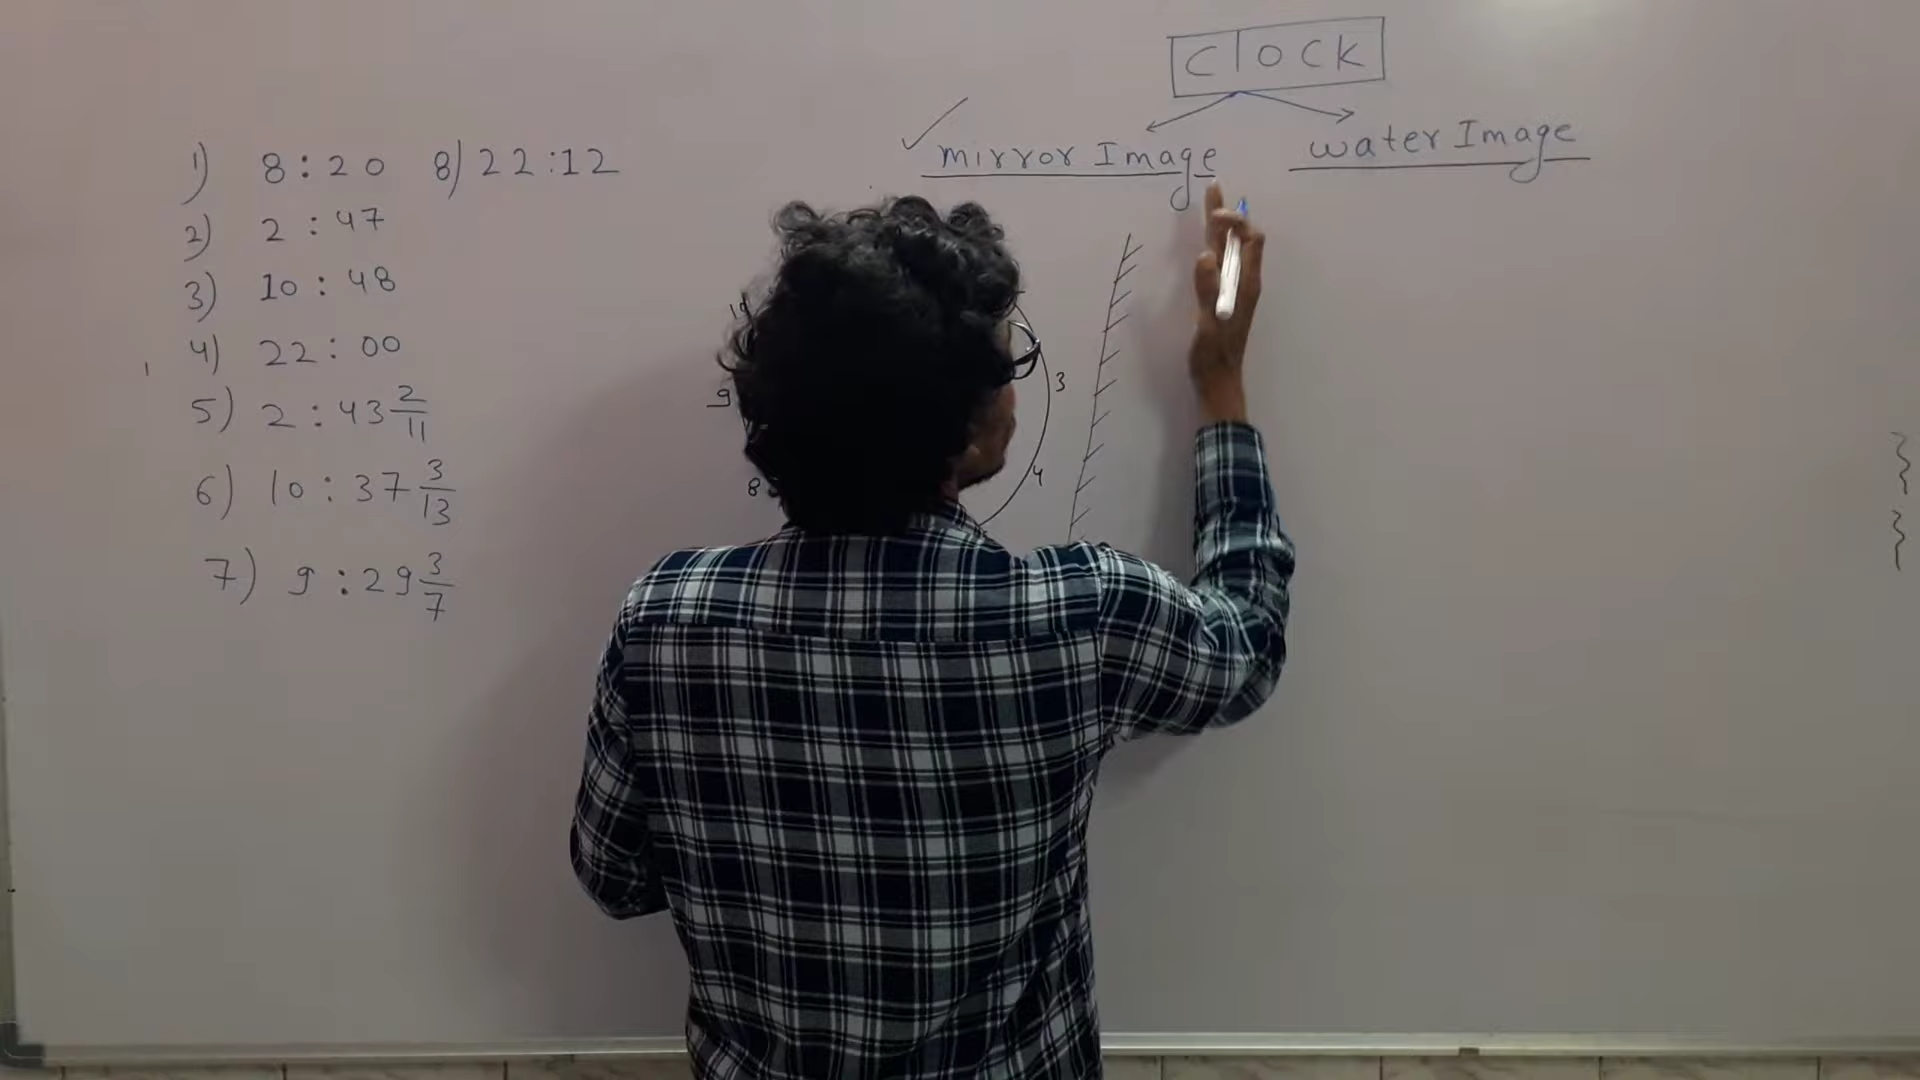 clock
✓ mirror Image
water Image
1) 8:20
8) 22:12
2) 2:47
3) 10:48
4) 22:00
5) 2:43 2/11
6) 10:37 3/13
7) 9:29 3/7
9
8
3
4